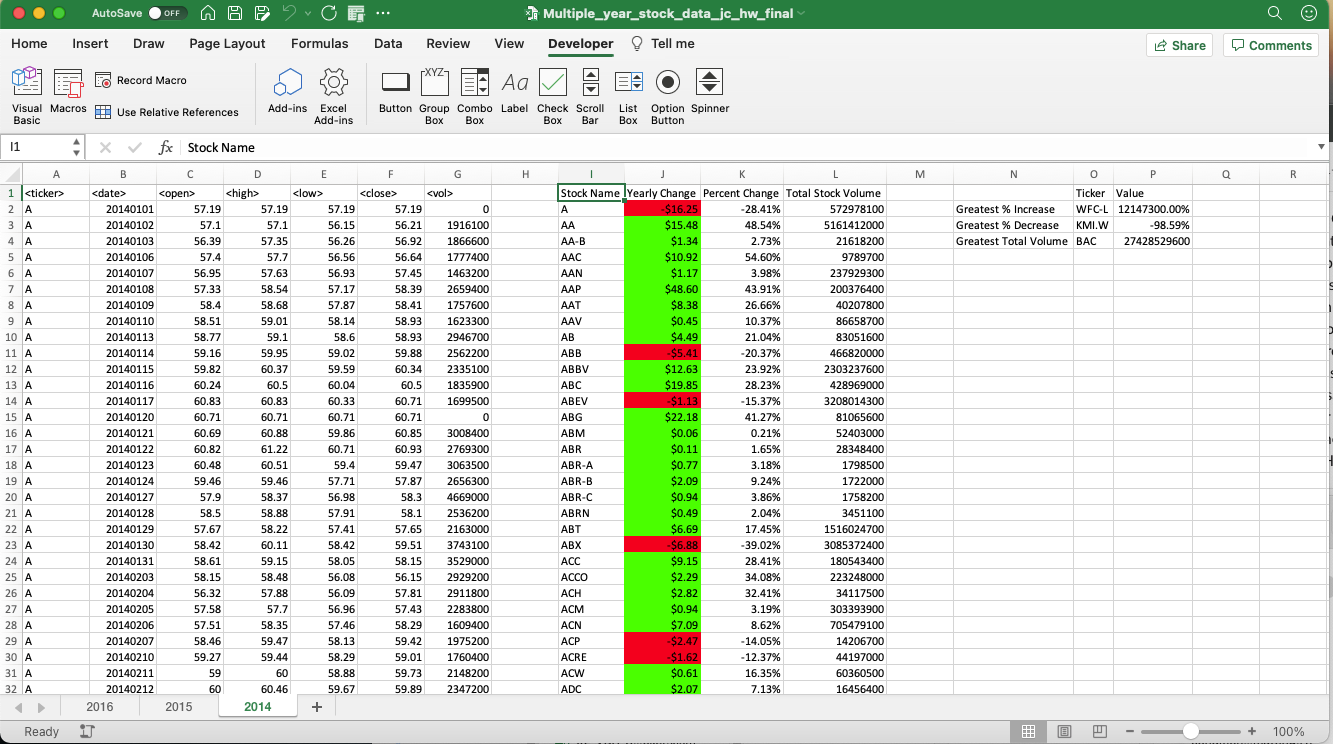 AutoSave OFF Multiple_year_stock_data_jc_hw_final
Home Insert Draw Page Layout Formulas Data Review View Developer Tell me Share Comments
Visual Basic Macros Record Macro Use Relative References Add-ins Excel Add-ins Button Group Box Combo Box Label Check Box Scroll Bar List Box Option Button Spinner
XYZ Aa
I1 fx Stock Name
A B C D E F G H I J K L M N O P Q R
1 <ticker> <date> <open> <high> <low> <close> <vol> Stock Name Yearly Change Percent Change Total Stock Volume Ticker Value
2 A 20140101 57.19 57.19 57.19 57.19 0 A -$16.25 -28.41% 572978100 Greatest % Increase WFC-L 12147300.00%
3 A 20140102 57.1 57.1 56.15 56.21 1916100 AA $15.48 48.54% 5161412000 Greatest % Decrease KMI.W -98.59%
4 A 20140103 56.39 57.35 56.26 56.92 1866600 AA-B $1.34 2.73% 21618200 Greatest Total Volume BAC 27428529600
5 A 20140106 57.4 57.7 56.56 56.64 1777400 AAC $10.92 54.60% 9789700
6 A 20140107 56.95 57.63 56.93 57.45 1463200 AAN $1.17 3.98% 237929300
7 A 20140108 57.33 58.54 57.17 58.39 2659400 AAP $48.60 43.91% 200376400
8 A 20140109 58.4 58.68 57.87 58.41 1757600 AAT $8.38 26.66% 40207800
9 A 20140110 58.51 59.01 58.14 58.93 1623300 AAV $0.45 10.37% 86658700
10 A 20140113 58.77 59.1 58.6 58.93 2946700 AB $4.49 21.04% 83051600
11 A 20140114 59.16 59.95 59.02 59.88 2562200 ABB -$5.41 -20.37% 466820000
12 A 20140115 59.82 60.37 59.59 60.34 2335100 ABBV $12.63 23.92% 2303237600
13 A 20140116 60.24 60.5 60.04 60.5 1835900 ABC $19.85 28.23% 428969000
14 A 20140117 60.83 60.83 60.33 60.71 1699500 ABEV -$1.13 -15.37% 3208014300
15 A 20140120 60.71 60.71 60.71 60.71 0 ABG $22.18 41.27% 81065600
16 A 20140121 60.69 60.88 59.86 60.85 3008400 ABM $0.06 0.21% 52403000
17 A 20140122 60.82 61.22 60.71 60.93 2769300 ABR $0.11 1.65% 28348400
18 A 20140123 60.48 60.51 59.4 59.47 3063500 ABR-A $0.77 3.18% 1798500
19 A 20140124 59.46 59.46 57.71 57.87 2656300 ABR-B $2.09 9.24% 1722000
20 A 20140127 57.9 58.37 56.98 58.3 4669000 ABR-C $0.94 3.86% 1758200
21 A 20140128 58.5 58.88 57.91 58.1 2536200 ABRN $0.49 2.04% 3451100
22 A 20140129 57.67 58.22 57.41 57.65 2163000 ABT $6.69 17.45% 1516024700
23 A 20140130 58.42 60.11 58.42 59.51 3743100 ABX -$6.88 -39.02% 3085372400
24 A 20140131 58.61 59.15 58.05 58.15 3529000 ACC $9.15 28.41% 180543400
25 A 20140203 58.15 58.48 56.08 56.15 2929200 ACCO $2.29 34.08% 223248000
26 A 20140204 56.32 57.88 56.09 57.81 2911800 ACH $2.82 32.41% 34117500
27 A 20140205 57.58 57.7 56.96 57.43 2283800 ACM $0.94 3.19% 303393900
28 A 20140206 57.51 58.35 57.46 58.29 1609400 ACN $7.09 8.62% 705479100
29 A 20140207 58.46 59.47 58.13 59.42 1975200 ACP -$2.47 -14.05% 14206700
30 A 20140210 59.27 59.44 58.29 59.01 1760400 ACRE -$1.62 -12.37% 44197000
31 A 20140211 59 60 58.88 59.73 2148200 ACW $0.61 16.35% 60360500
32 A 20140212 60 60.46 59.67 59.89 2347200 ADC $2.07 7.13% 16456400
2016 2015 2014
Ready 100%